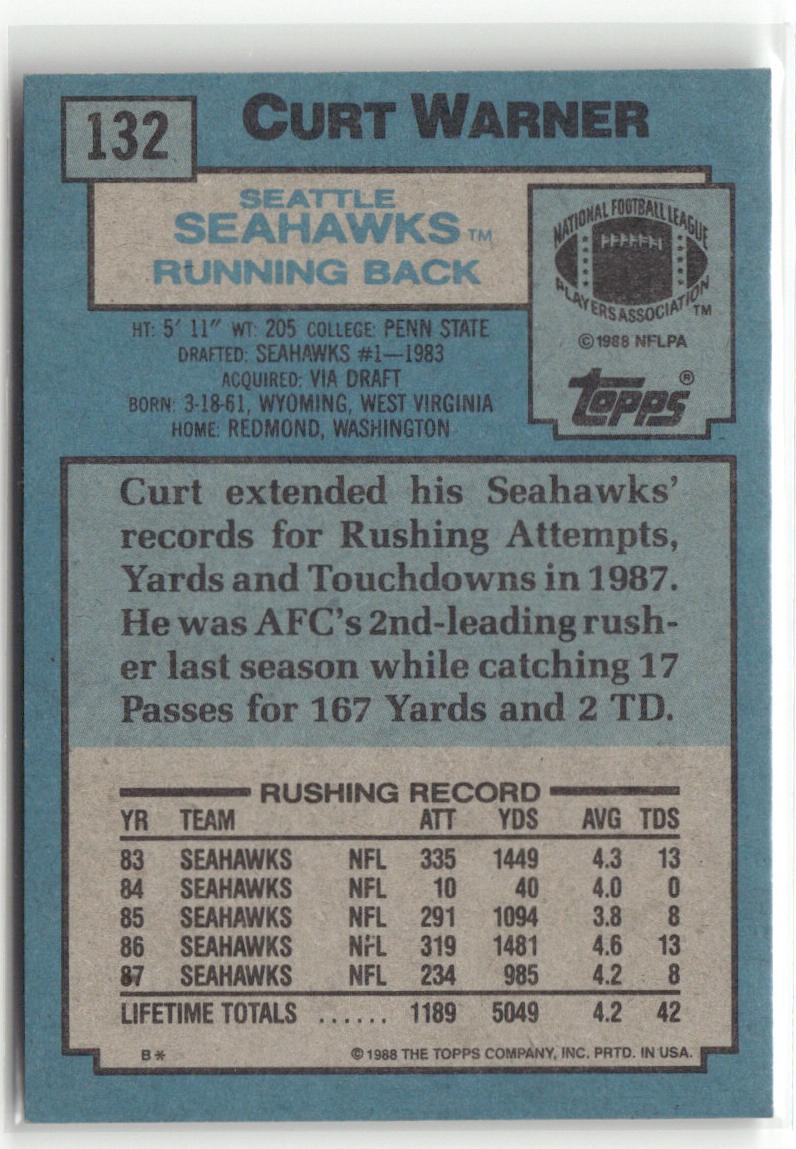 132
CURT WARNER
SEATTLE
SEAHAWKS™
RUNNING BACK
NATIONAL FOOTBALL LEAGUE
PLAYERS ASSOCIATION™
©1988 NFLPA
topps®
HT: 5' 11" WT: 205 COLLEGE: PENN STATE
DRAFTED: SEAHAWKS #1—1983
ACQUIRED: VIA DRAFT
BORN: 3-18-61, WYOMING, WEST VIRGINIA
HOME: REDMOND, WASHINGTON
Curt extended his Seahawks'
records for Rushing Attempts,
Yards and Touchdowns in 1987.
He was AFC's 2nd-leading rush-
er last season while catching 17
Passes for 167 Yards and 2 TD.
RUSHING RECORD
YR TEAM ATT YDS AVG TDS
83 SEAHAWKS NFL 335 1449 4.3 13
84 SEAHAWKS NFL 10 40 4.0 0
85 SEAHAWKS NFL 291 1094 3.8 8
86 SEAHAWKS NFL 319 1481 4.6 13
87 SEAHAWKS NFL 234 985 4.2 8
LIFETIME TOTALS ...... 1189 5049 4.2 42
B* ©1988 THE TOPPS COMPANY, INC. PRTD. IN USA.